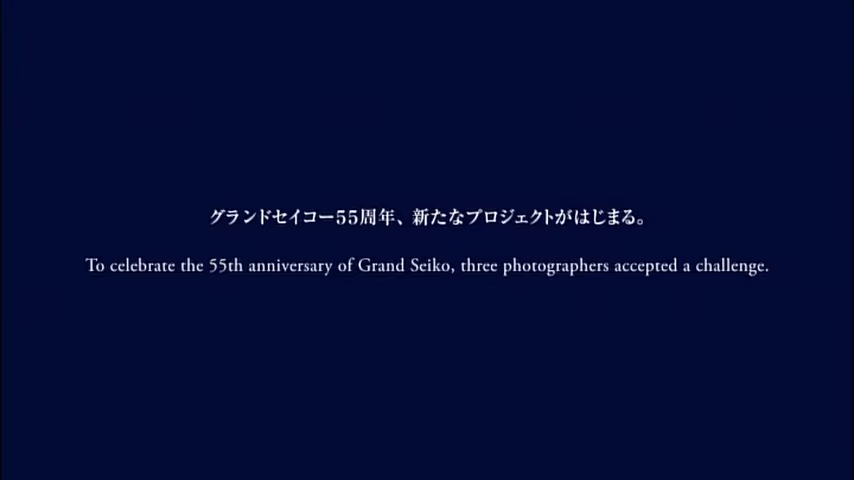 グランドセイコー55周年、新たなプロジェクトがはじまる。
To celebrate the 55th anniversary of Grand Seiko, three photographers accepted a challenge.